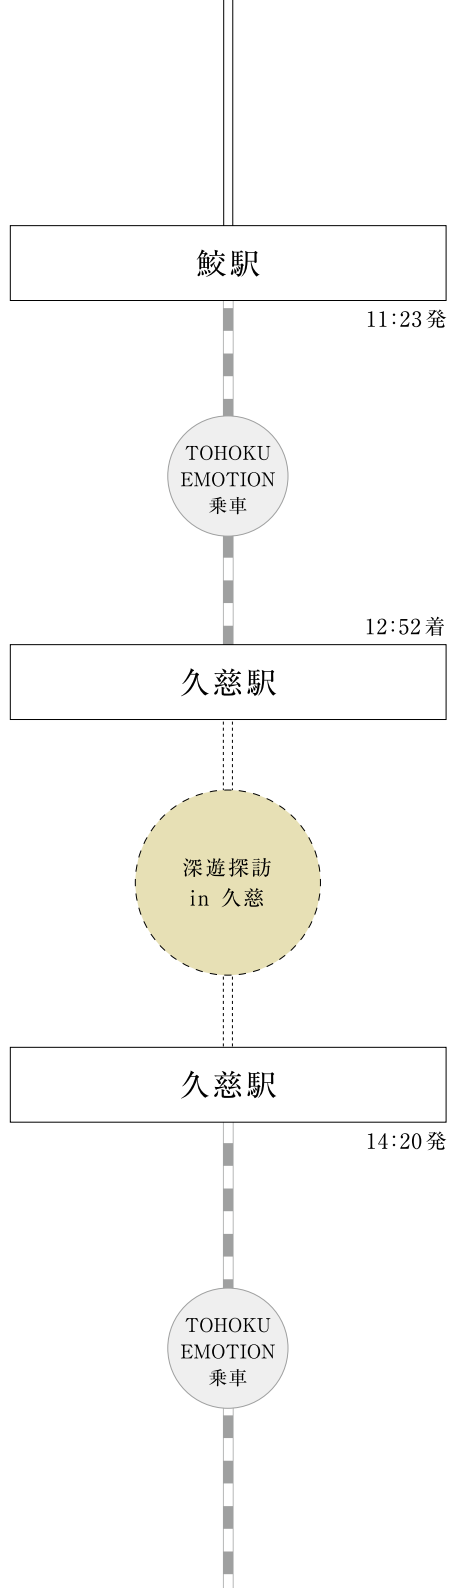 鮫駅
11:23発
TOHOKU
EMOTION
乗車
12:52着
久慈駅
深遊探訪
in 久慈
久慈駅
14:20発
TOHOKU
EMOTION
乗車